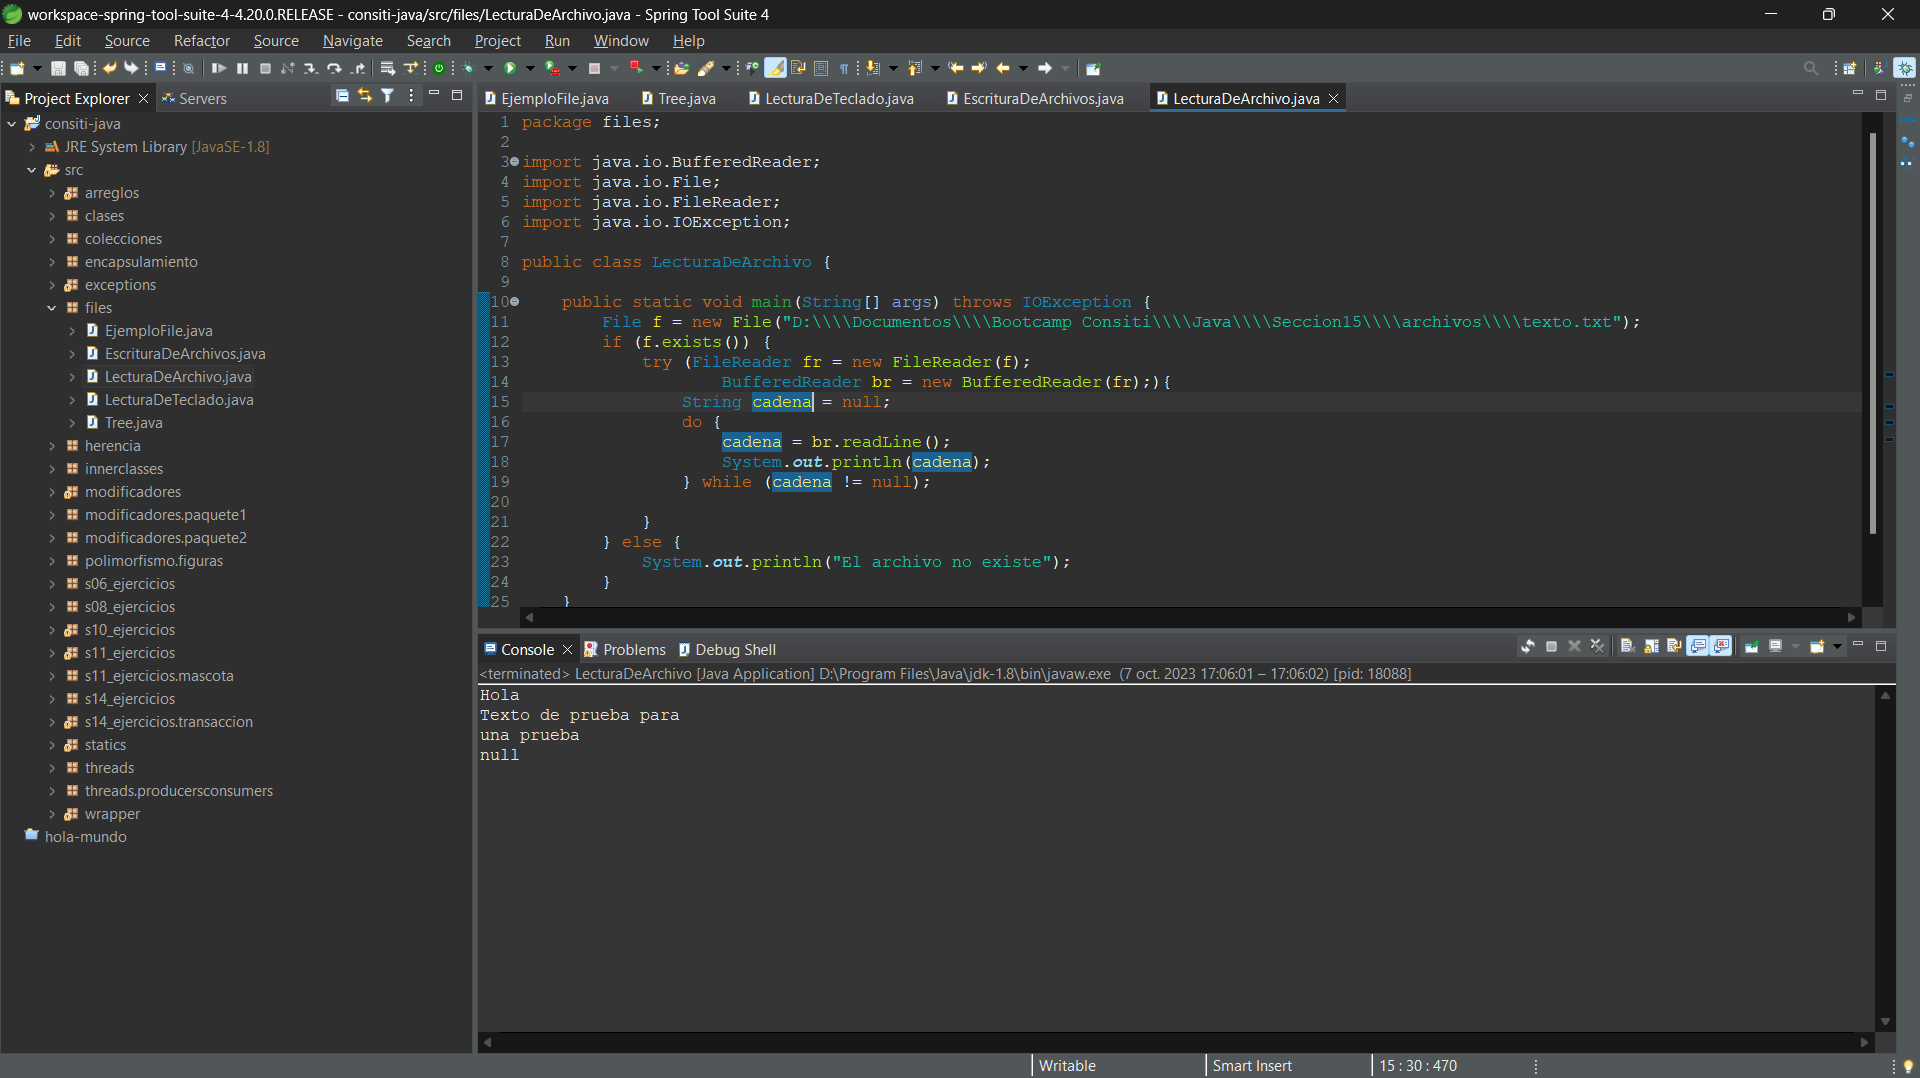 workspace-spring-tool-suite-4-4.20.0.RELEASE - consiti-java/src/files/LecturaDeArchivo.java - Spring Tool Suite 4
File Edit Source Refactor Source Navigate Search Project Run Window Help
Project Explorer Servers
consiti-java
JRE System Library [JavaSE-1.8]
src
arreglos
clases
colecciones
encapsulamiento
exceptions
files
EjemploFile.java
EscrituraDeArchivos.java
LecturaDeArchivo.java
LecturaDeTeclado.java
Tree.java
herencia
innerclasses
modificadores
modificadores.paquete1
modificadores.paquete2
polimorfismo.figuras
s06_ejercicios
s08_ejercicios
s10_ejercicios
s11_ejercicios
s11_ejercicios.mascota
s14_ejercicios
s14_ejercicios.transaccion
statics
threads
threads.producersconsumers
wrapper
hola-mundo
EjemploFile.java Tree.java LecturaDeTeclado.java EscrituraDeArchivos.java LecturaDeArchivo.java
1 package files;
2
3 import java.io.BufferedReader;
4 import java.io.File;
5 import java.io.FileReader;
6 import java.io.IOException;
7
8 public class LecturaDeArchivo {
9
10 public static void main(String[] args) throws IOException {
11 File f = new File("D:\\\\Documentos\\\\Bootcamp Consiti\\\\Java\\\\Seccion15\\\\archivos\\\\texto.txt");
12 if (f.exists()) {
13 try (FileReader fr = new FileReader(f);
14 BufferedReader br = new BufferedReader(fr);){
15 String cadena = null;
16 do {
17 cadena = br.readLine();
18 System.out.println(cadena);
19 } while (cadena != null);
20
21 }
22 } else {
23 System.out.println("El archivo no existe");
24 }
25 }
Console Problems Debug Shell
<terminated> LecturaDeArchivo [Java Application] D:\Program Files\Java\jdk-1.8\bin\javaw.exe (7 oct. 2023 17:06:01 – 17:06:02) [pid: 18088]
Hola
Texto de prueba para
una prueba
null
Writable Smart Insert 15 : 30 : 470